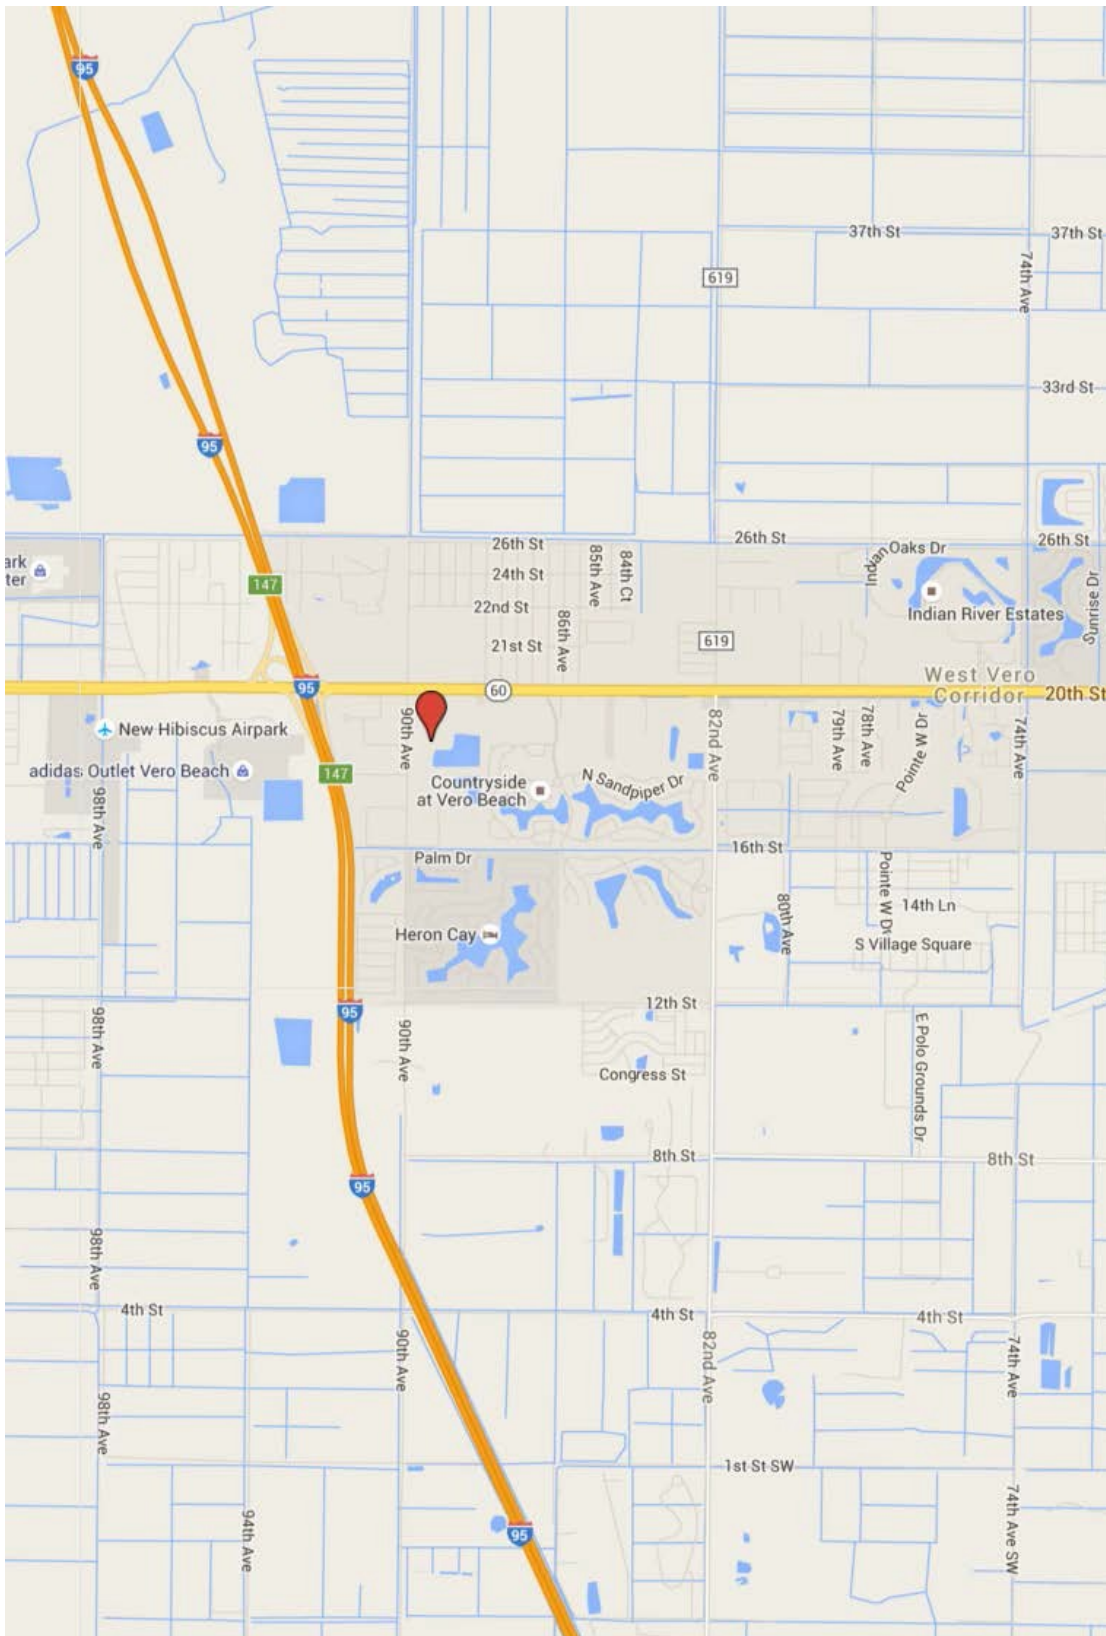 95
37th St
37th St
74th Ave
619
33rd St
95
26th St
26th St
26th St
ark
ter
24th St
85th Ave
84th Ct
Indian Oaks Dr
147
22nd St
86th Ave
Indian River Estates
Sunrise Dr
21st St
619
95
60
West Vero
Corridor
20th St
New Hibiscus Airpark
90th Ave
82nd Ave
79th Ave
78th Ave
Pointe W Dr
74th Ave
adidas Outlet Vero Beach
147
98th Ave
Countryside
at Vero Beach
N Sandpiper Dr
16th St
Palm Dr
Pointe W Dr
80th Ave
14th Ln
Heron Cay
S Village Square
95
12th St
98th Ave
90th Ave
E Polo Grounds Dr
Congress St
8th St
8th St
95
98th Ave
4th St
4th St
4th St
90th Ave
82nd Ave
74th Ave
98th Ave
1st St SW
94th Ave
74th Ave SW
95